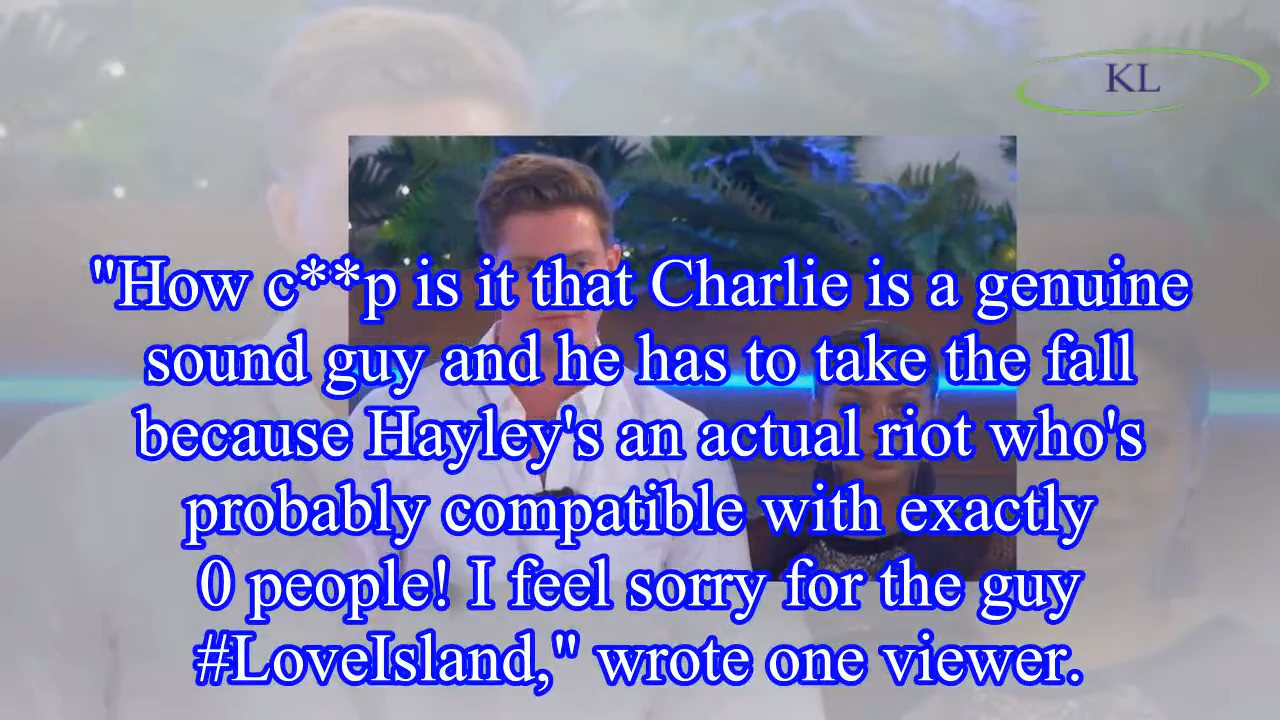 KL
"How c**p is it that Charlie is a genuine
sound guy and he has to take the fall
because Hayley's an actual riot who's
probably compatible with exactly
0 people! I feel sorry for the guy
#LoveIsland," wrote one viewer.